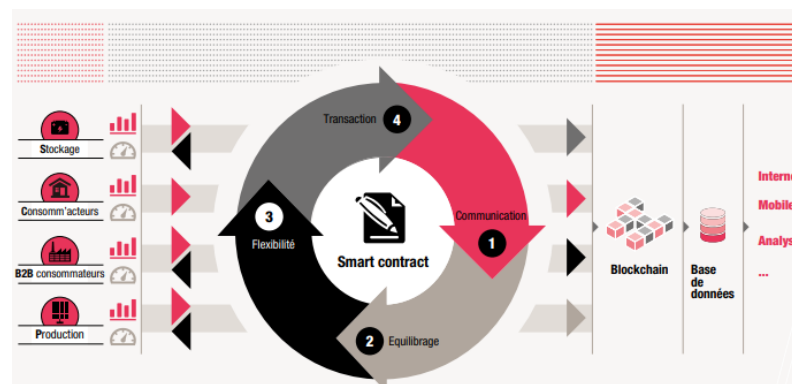 Stockage
Consomm'acteurs
B2B consommateurs
Production
Transaction
4
Communication
1
3
Flexibilité
Smart contract
2
Equilibrage
Blockchain
Base
de
données
Interne
Mobile
Analys
...